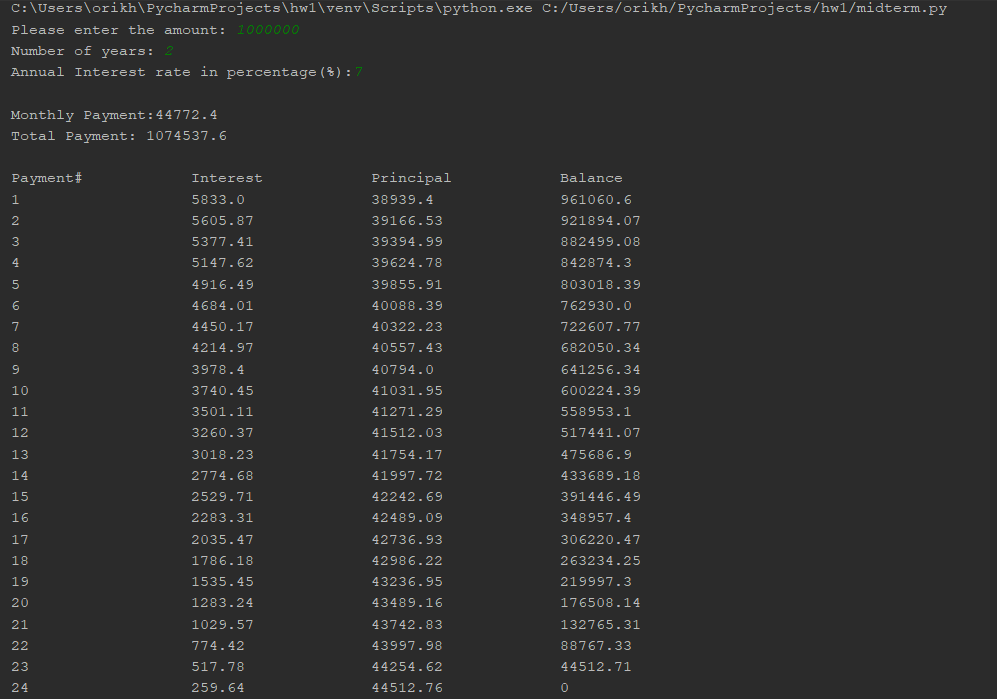 C:\Users\orikh\PycharmProjects\hw1\venv\Scripts\python.exe C:/Users/orikh/PycharmProjects/hw1/midterm.py
Please enter the amount: 1000000
Number of years: 2
Annual Interest rate in percentage(%):7
Monthly Payment:44772.4
Total Payment: 1074537.6
Payment# Interest Principal Balance
1 5833.0 38939.4 961060.6
2 5605.87 39166.53 921894.07
3 5377.41 39394.99 882499.08
4 5147.62 39624.78 842874.3
5 4916.49 39855.91 803018.39
6 4684.01 40088.39 762930.0
7 4450.17 40322.23 722607.77
8 4214.97 40557.43 682050.34
9 3978.4 40794.0 641256.34
10 3740.45 41031.95 600224.39
11 3501.11 41271.29 558953.1
12 3260.37 41512.03 517441.07
13 3018.23 41754.17 475686.9
14 2774.68 41997.72 433689.18
15 2529.71 42242.69 391446.49
16 2283.31 42489.09 348957.4
17 2035.47 42736.93 306220.47
18 1786.18 42986.22 263234.25
19 1535.45 43236.95 219997.3
20 1283.24 43489.16 176508.14
21 1029.57 43742.83 132765.31
22 774.42 43997.98 88767.33
23 517.78 44254.62 44512.71
24 259.64 44512.76 0